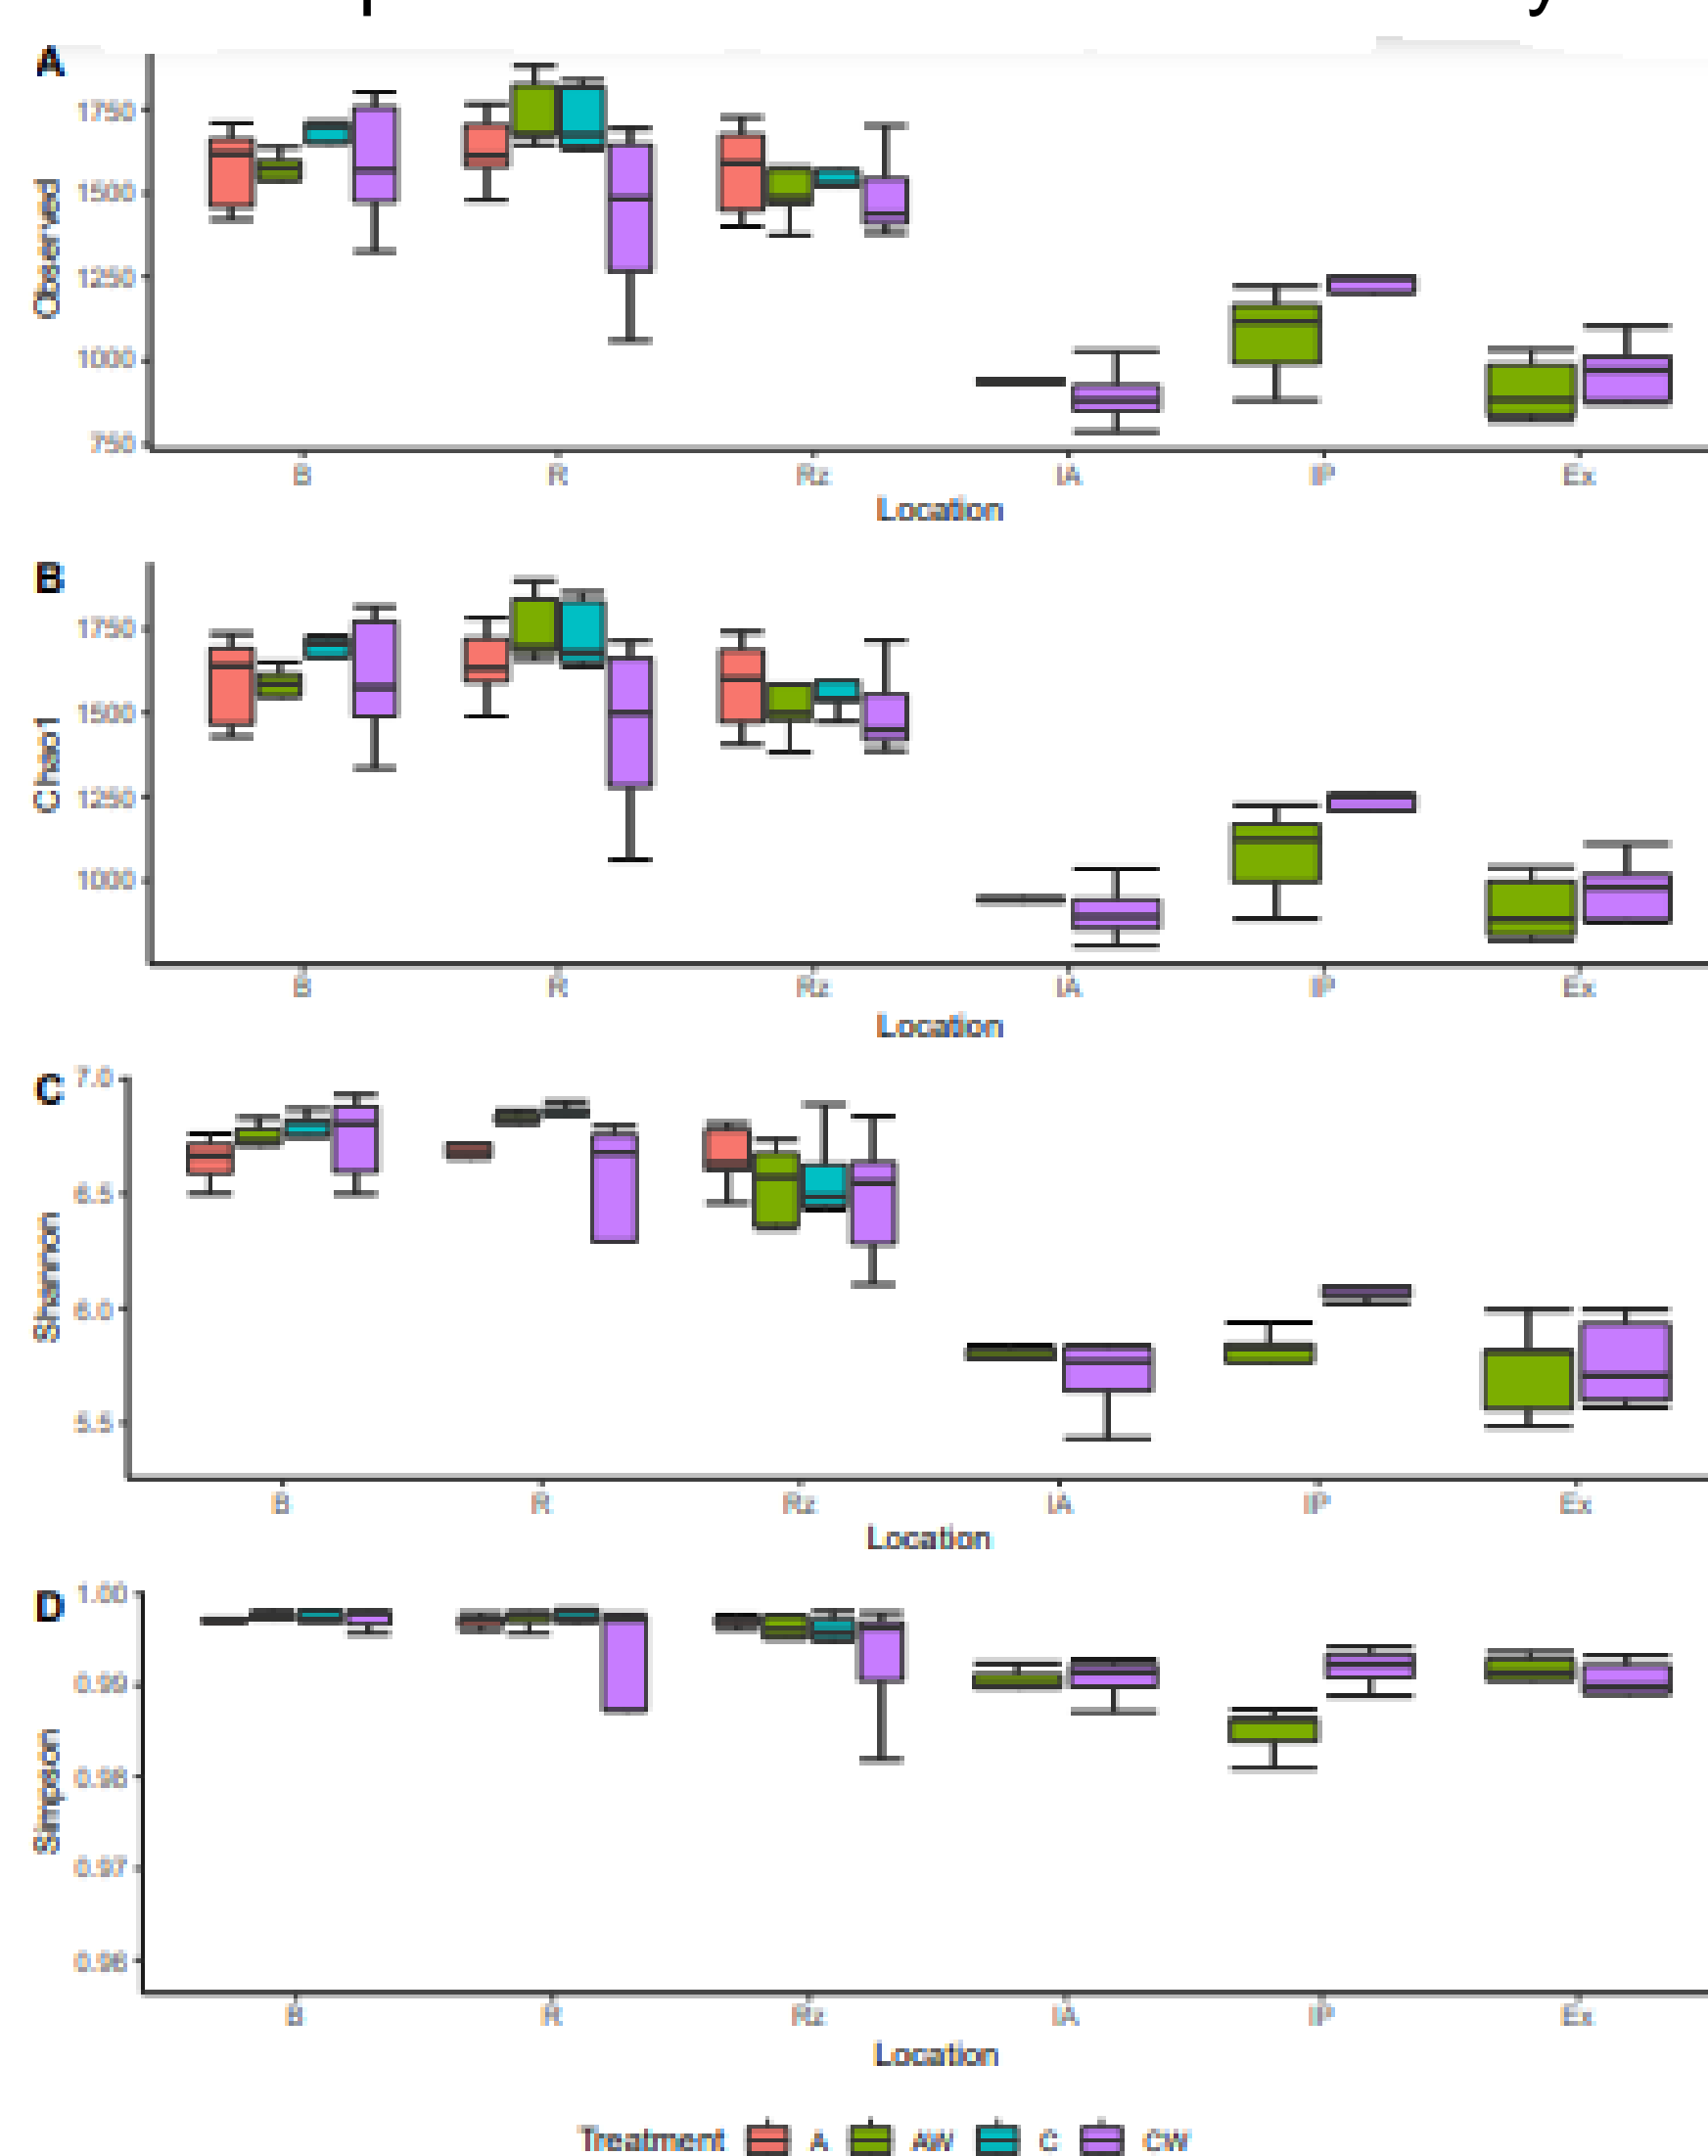 A
Observed
1750
1500
1250
1000
750
B R Rz IA IP Ex
Location
B
Chao1
1750
1500
1250
1000
B R Rz IA IP Ex
Location
C
Shannon
7.0
6.5
6.0
5.5
B R Rz IA IP Ex
Location
D
Simpson
1.00
0.99
0.98
0.97
0.96
B R Rz IA IP Ex
Location
Treatment A AW C CW